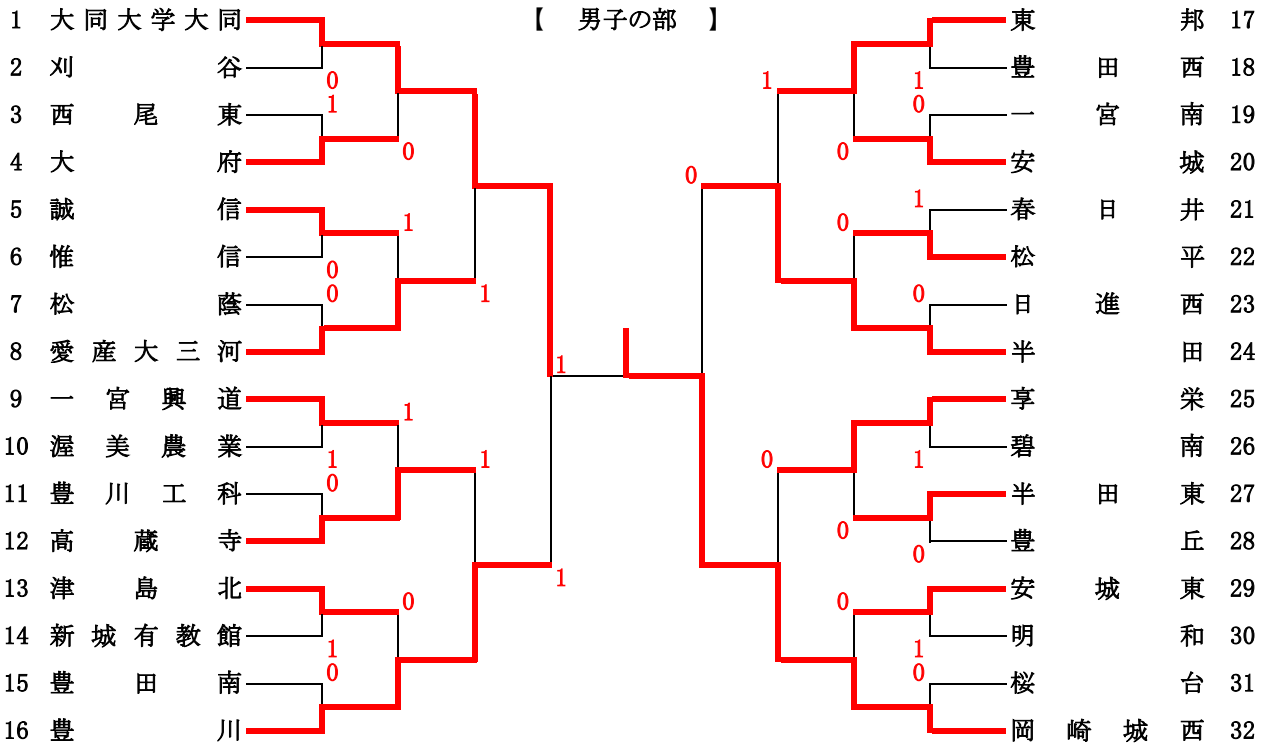 【 男子の部 】
1 大同大学大同
0
2 刈谷
1
3 西尾東
0
4 大府
5 誠信
1
6 惟信
0
0
7 松蔭
1
8 愛産大三河
1
9 一宮興道
1
10 渥美農業
1
1
0
11 豊川工科
12 高蔵寺
1
13 津島北
0
14 新城有教館
1
0
15 豊田南
16 豊川
東邦 17
1
1
豊田西 18
0
一宮南 19
0
安城 20
0
1
春日井 21
0
松平 22
0
日進西 23
半田 24
享栄 25
碧南 26
0
1
半田東 27
0
豊丘 28
0
安城東 29
0
明和 30
1
0
桜台 31
岡崎城西 32